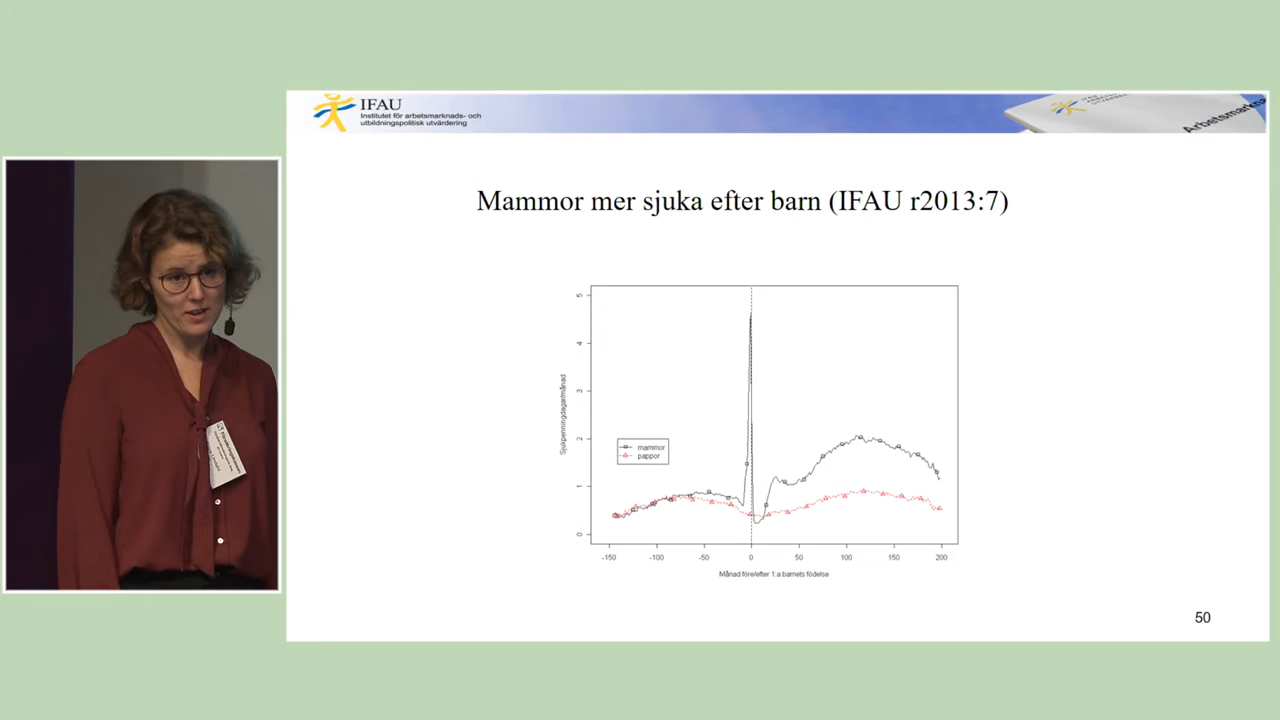 IFAU
Institutet för arbetsmarknads- och
utbildningspolitisk utvärdering
Arbetsmarkna
Mammor mer sjuka efter barn (IFAU r2013:7)
5
4
3
2
1
0
Sjukpenningdagar/månad
mammor
pappor
-150 -100 -50 0 50 100 150 200
Månad före/efter 1:a barnets födelse
50